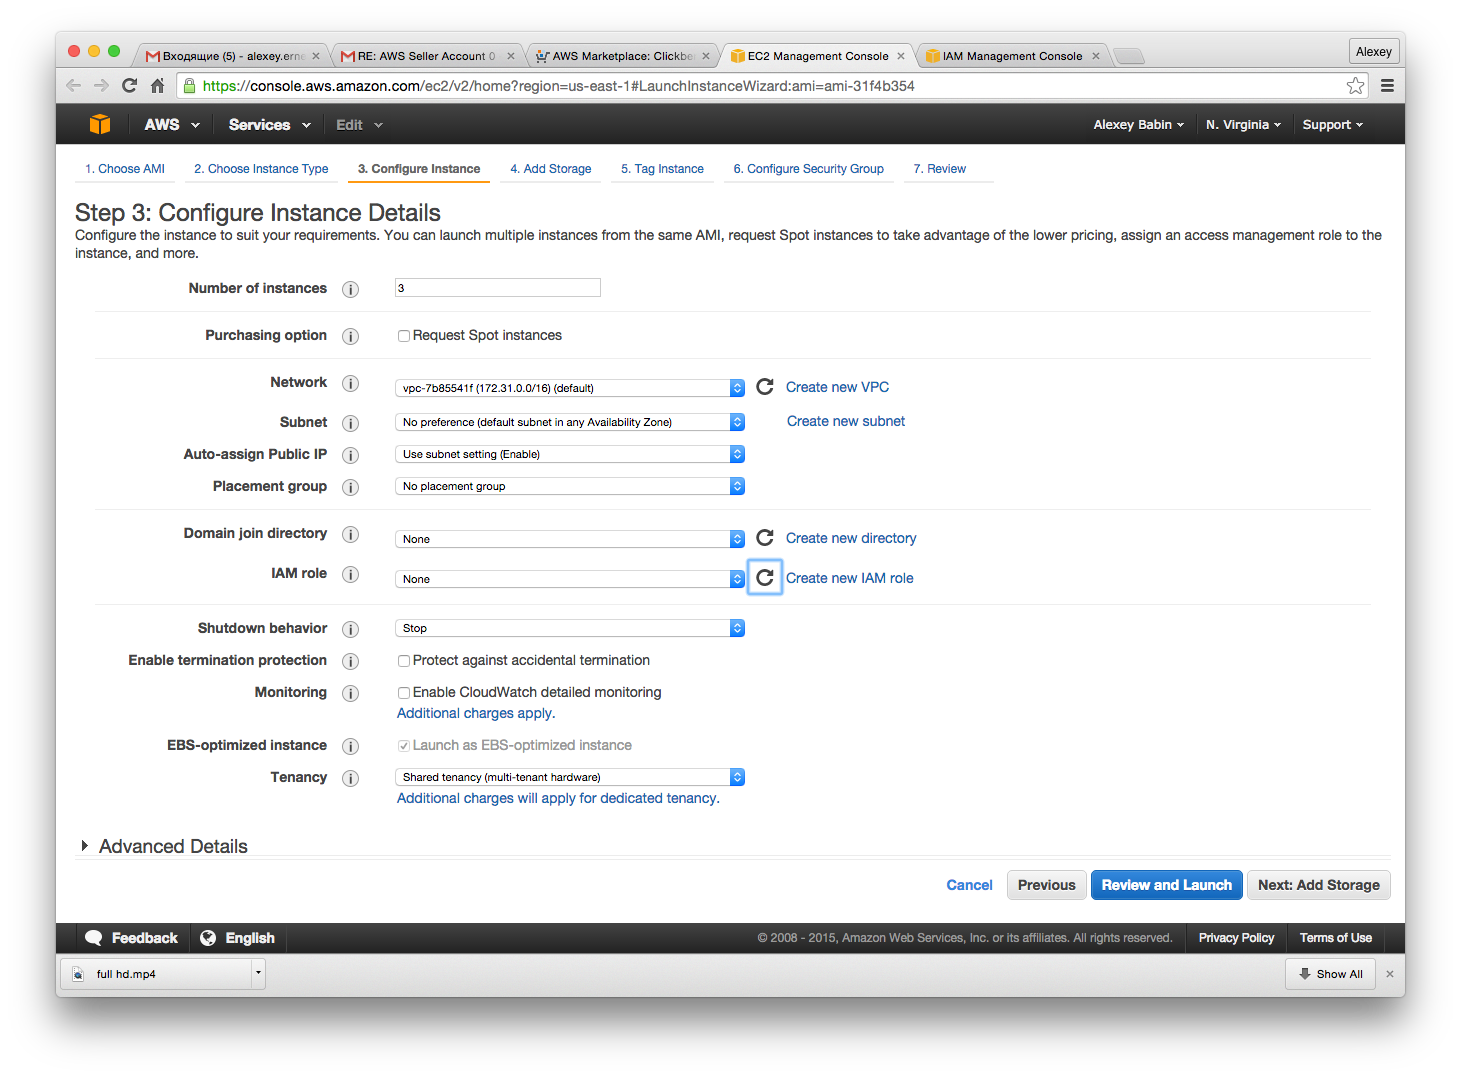 Входящие (5) - alexey.erne
RE: AWS Seller Account 0
AWS Marketplace: Clickbe
EC2 Management Console
IAM Management Console
Alexey
https://console.aws.amazon.com/ec2/v2/home?region=us-east-1#LaunchInstanceWizard:ami=ami-31f4b354
AWS Services Edit Alexey Babin N. Virginia Support
1. Choose AMI 2. Choose Instance Type 3. Configure Instance 4. Add Storage 5. Tag Instance 6. Configure Security Group 7. Review
Step 3: Configure Instance Details
Configure the instance to suit your requirements. You can launch multiple instances from the same AMI, request Spot instances to take advantage of the lower pricing, assign an access management role to the
instance, and more.
Number of instances i 3
Purchasing option i Request Spot instances
Network i vpc-7b85541f (172.31.0.0/16) (default) Create new VPC
Subnet i No preference (default subnet in any Availability Zone) Create new subnet
Auto-assign Public IP i Use subnet setting (Enable)
Placement group i No placement group
Domain join directory i None Create new directory
IAM role i None Create new IAM role
Shutdown behavior i Stop
Enable termination protection i Protect against accidental termination
Monitoring i Enable CloudWatch detailed monitoring
Additional charges apply.
EBS-optimized instance i Launch as EBS-optimized instance
Tenancy i Shared tenancy (multi-tenant hardware)
Additional charges will apply for dedicated tenancy.
Advanced Details
Cancel Previous Review and Launch Next: Add Storage
Feedback English © 2008 - 2015, Amazon Web Services, Inc. or its affiliates. All rights reserved. Privacy Policy Terms of Use
full hd.mp4 Show All